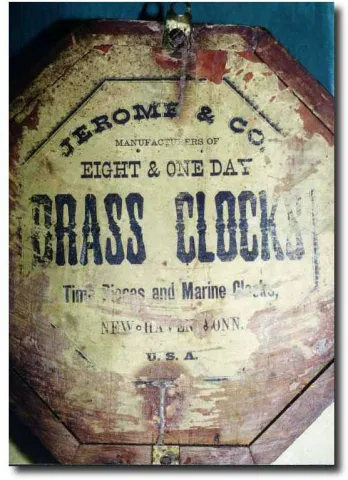 JEROME & CO.
MANUFACTURERS OF
EIGHT & ONE DAY
BRASS CLOCKS
Time Pieces and Marine Clocks,
NEW HAVEN CONN.
U. S. A.